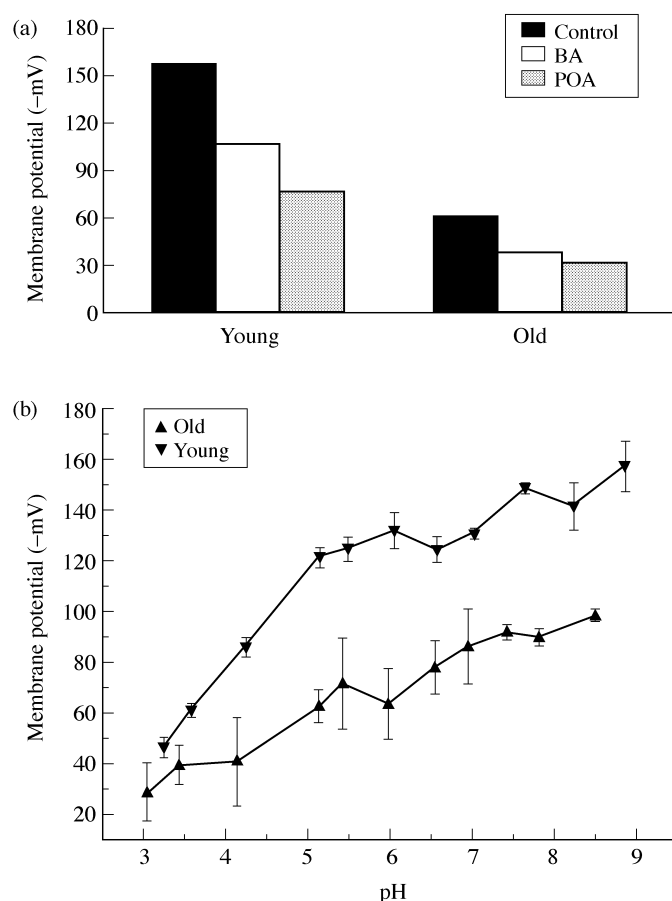 (a)
180
150
120
90
60
30
0
Membrane potential (−mV)
Control
BA
POA
Young
Old
(b)
180
160
140
120
100
80
60
40
20
Membrane potential (−mV)
Old
Young
3 4 5 6 7 8 9
pH